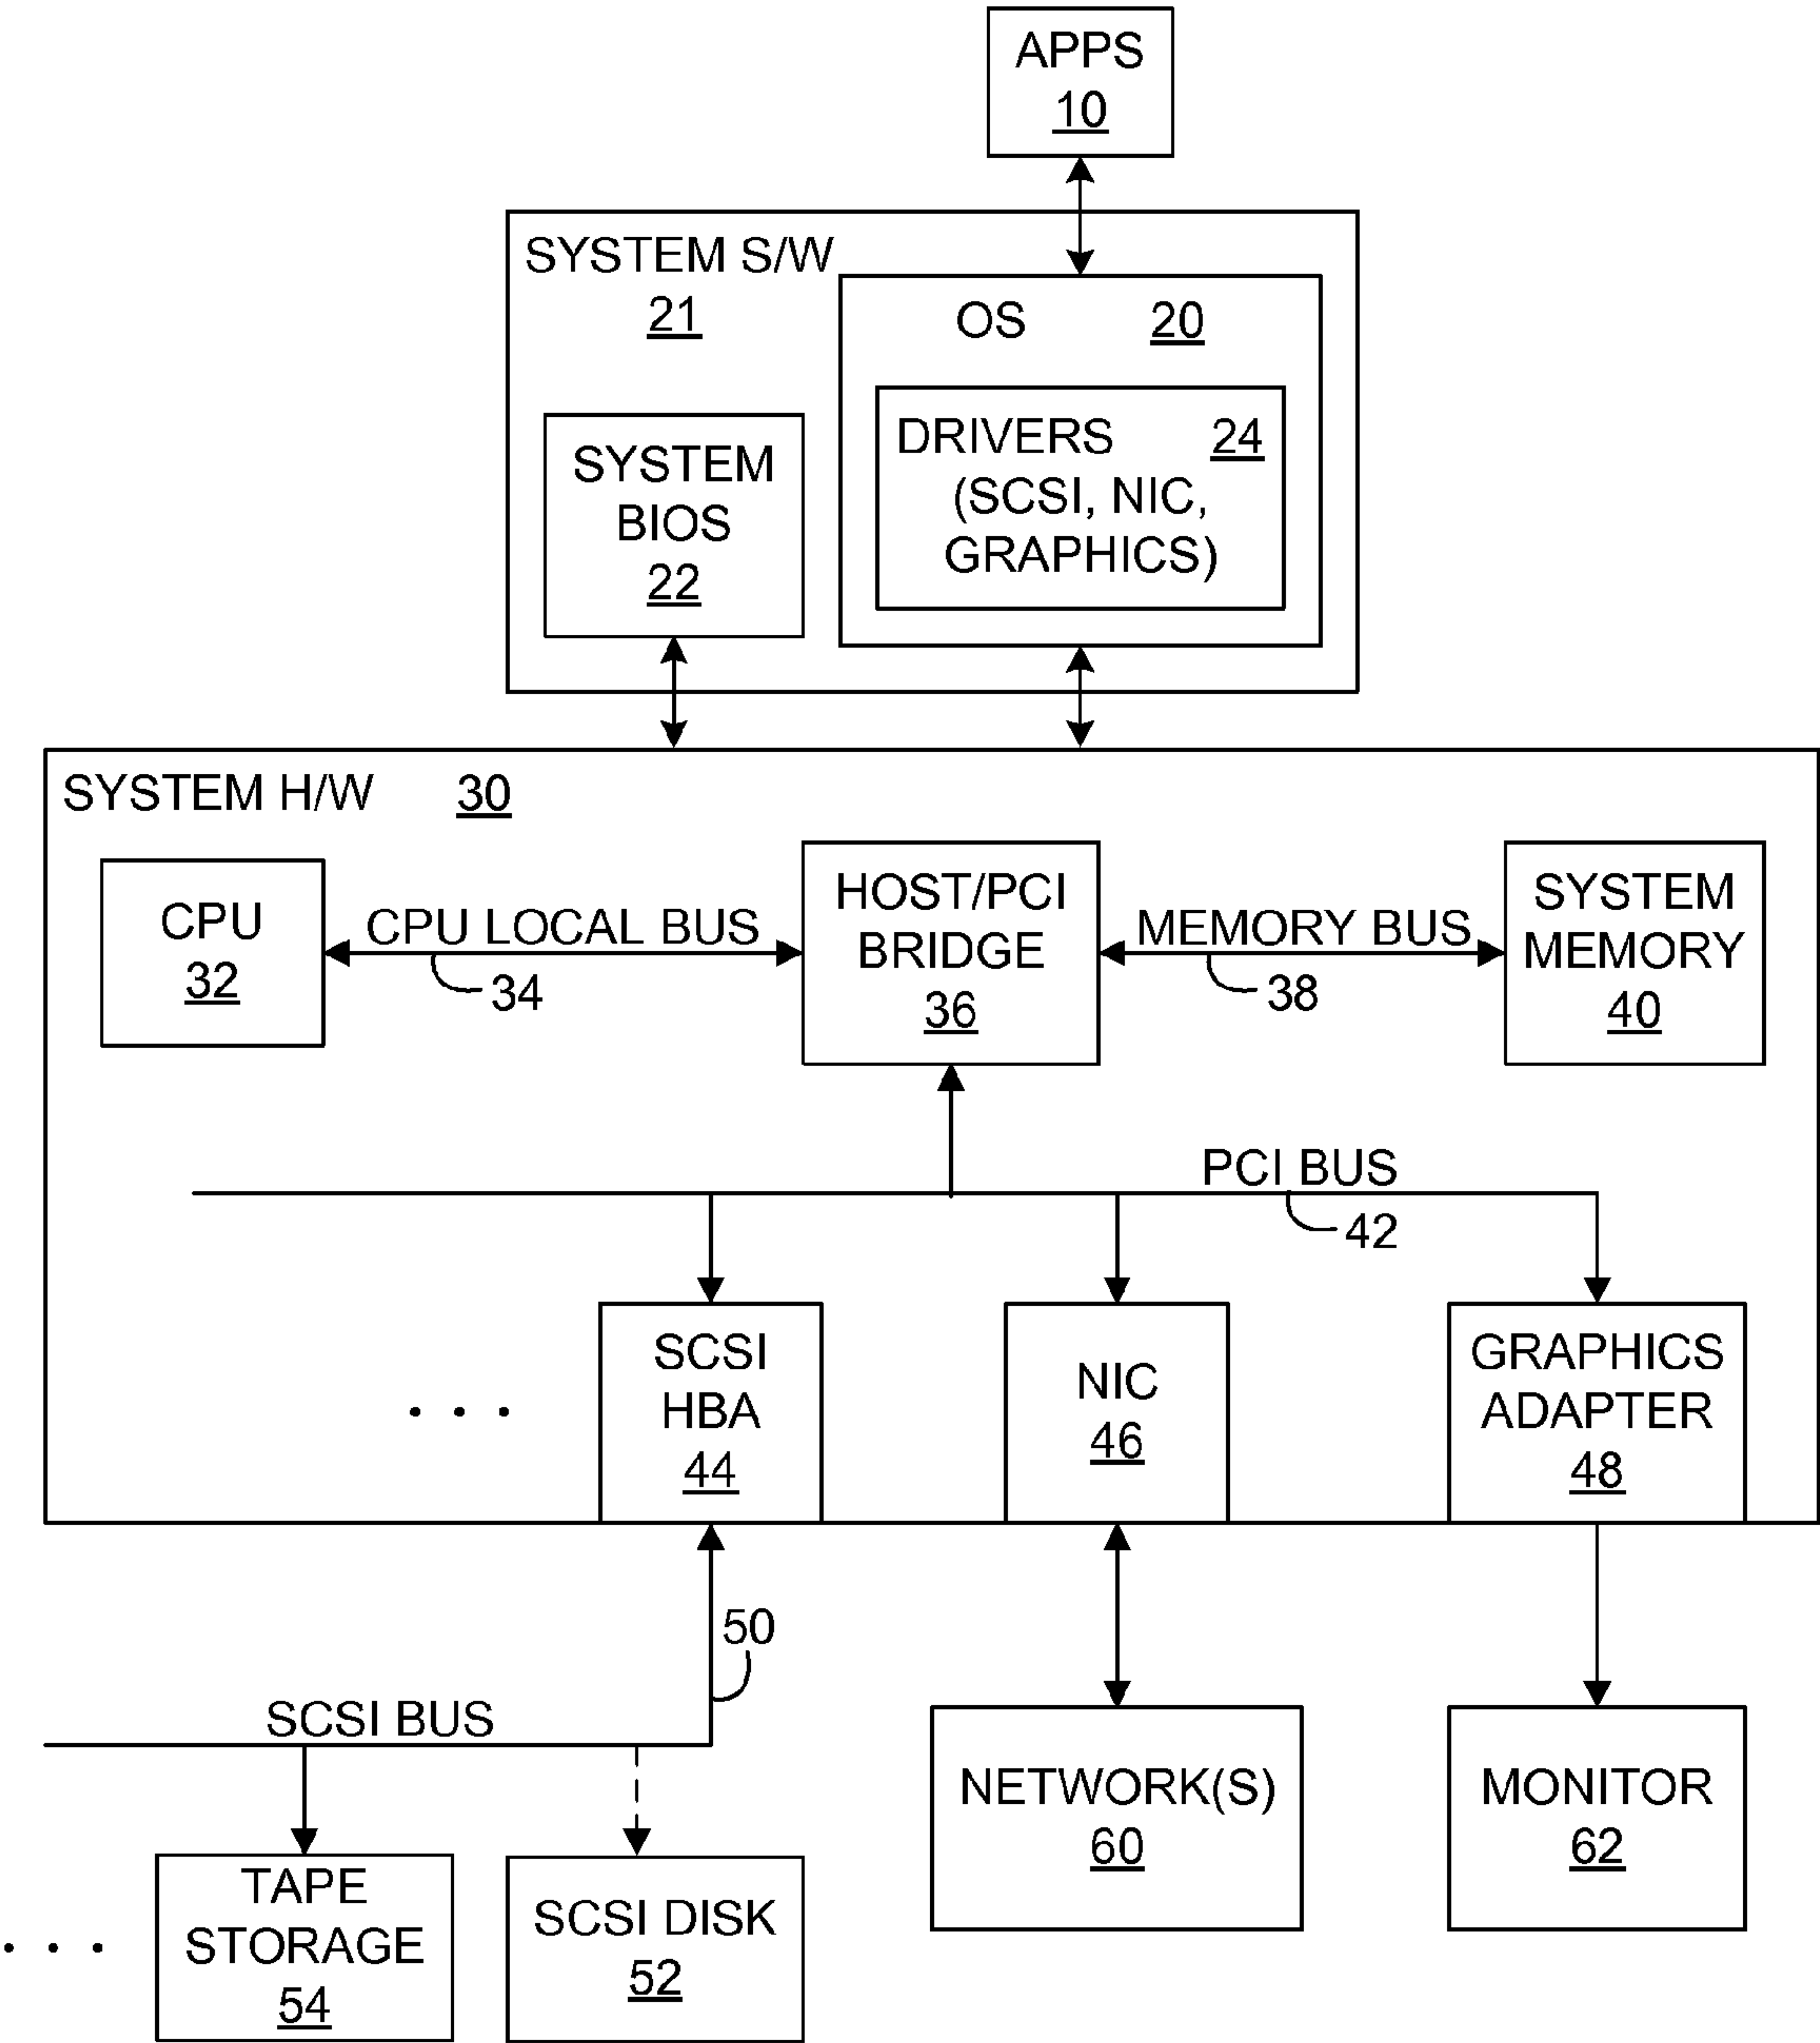 APPS
10
SYSTEM S/W
21
OS 20
DRIVERS 24
(SCSI, NIC,
GRAPHICS)
SYSTEM
BIOS
22
SYSTEM H/W 30
CPU
32
CPU LOCAL BUS
34
HOST/PCI
BRIDGE
36
MEMORY BUS
38
SYSTEM
MEMORY
40
PCI BUS
42
. . .
SCSI
HBA
44
NIC
46
GRAPHICS
ADAPTER
48
50
SCSI BUS
. . .
TAPE
STORAGE
54
SCSI DISK
52
NETWORK(S)
60
MONITOR
62